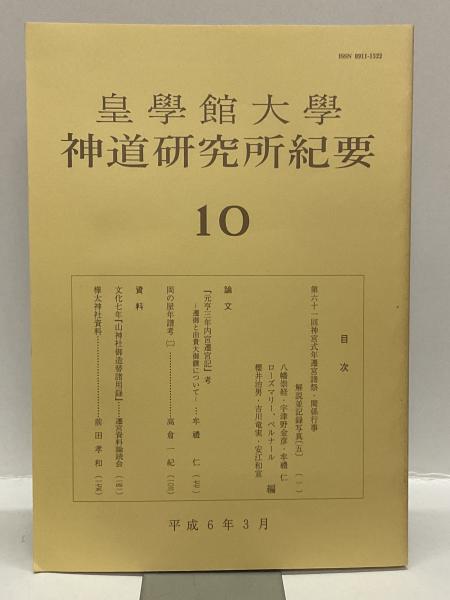 ISSN 0911-1522
皇學館大學
神道研究所紀要
10
目次
第六十一回神宮式年遷宮諸祭・関係行事
解説並記録写真(五) (一)
八幡崇経・宇津野金彦・牟禮仁
ローズマリー、ベルナール
櫻井治男・吉川竜実・安江和宣
編
論文
『元亨三年内宮遷宮記』考
―遷御と由貴大御饌について― 牟禮 仁
岡の屋年譜考(二) 高倉一紀
資料
文化七年『山神社御造替諸用録』 遷宮資料論読会
樺太神社資料 前田孝和
平成6年3月